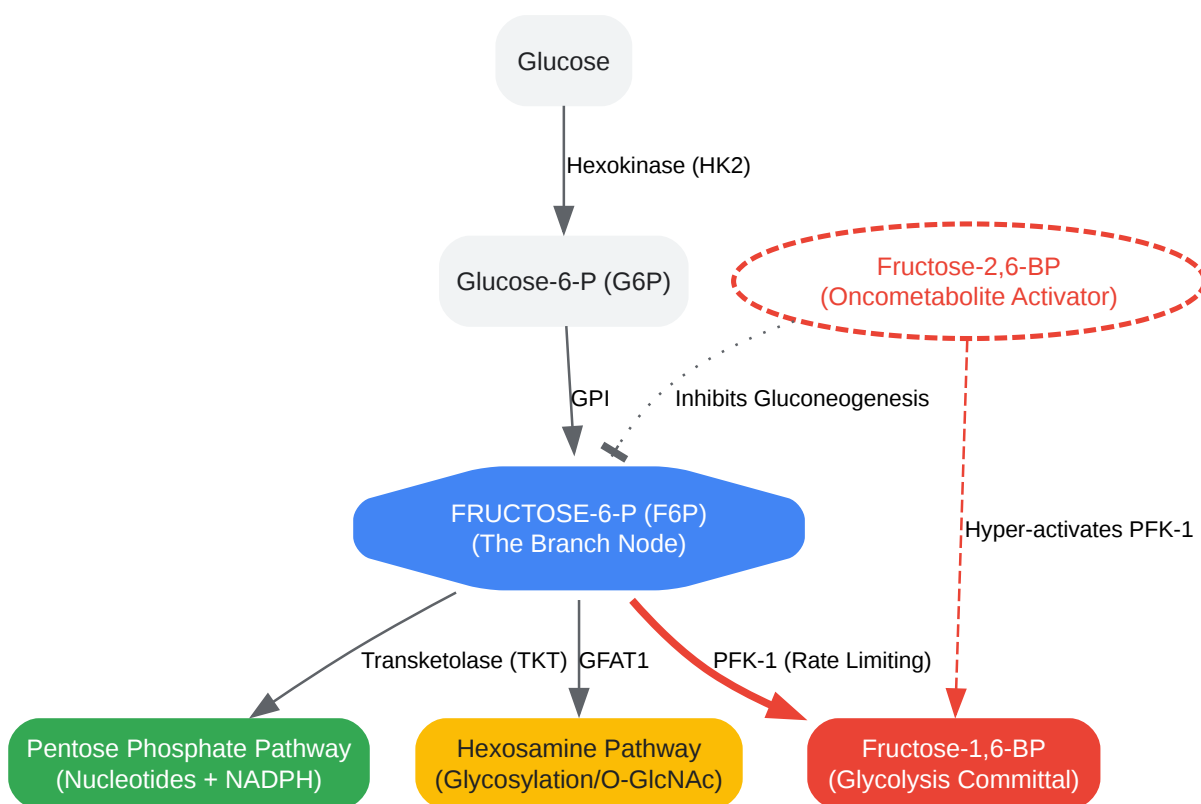 Glucose
Hexokinase (HK2)
Glucose-6-P (G6P)
Fructose-2,6-BP
(Oncometabolite Activator)
GPI
Inhibits Gluconeogenesis
FRUCTOSE-6-P (F6P)
(The Branch Node)
Hyper-activates PFK-1
Transketolase (TKT)
GFAT1
PFK-1 (Rate Limiting)
Pentose Phosphate Pathway
(Nucleotides + NADPH)
Hexosamine Pathway
(Glycosylation/O-GlcNAc)
Fructose-1,6-BP
(Glycolysis Committal)